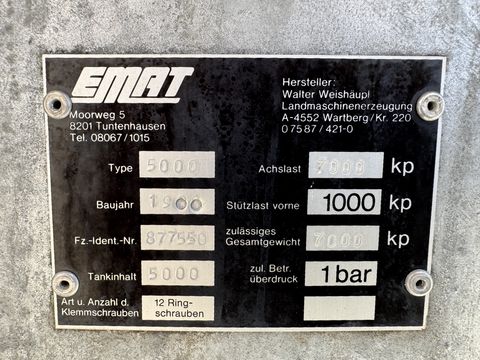 EMAT
Moorweg 5
8201 Tuntenhausen
Tel. 08067/1015
Hersteller:
Walter Weishäupl
Landmaschinenerzeugung
A-4552 Wartberg/Kr. 220
07587/421-0
Type 5000
Achslast 7000 kp
Baujahr 1900
Stützlast vorne 1000 kp
Fz.-Ident.-Nr. 877550
zulässiges
Gesamtgewicht 7000 kp
Tankinhalt 5000
zul. Betr.
überdruck 1 bar
Art u. Anzahl d.
Klemmschrauben
12 Ring-
schrauben